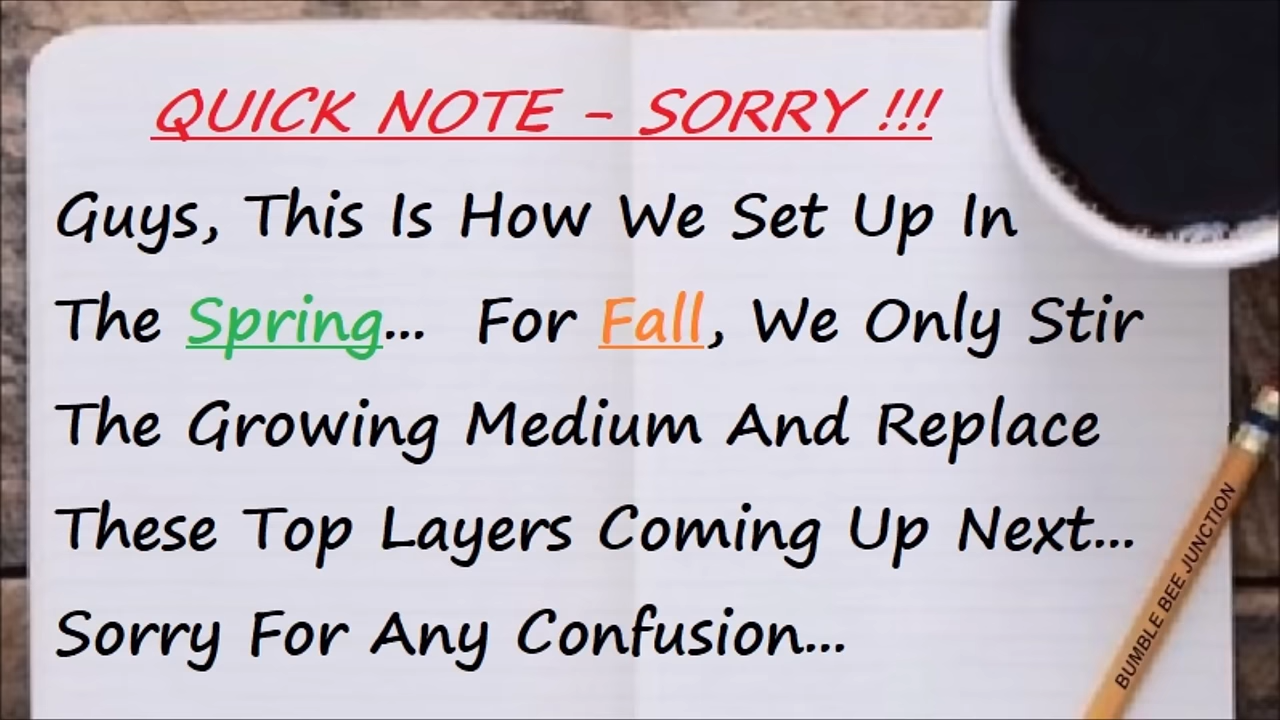 QUICK NOTE - SORRY !!!
Guys, This Is How We Set Up In
The Spring... For Fall, We Only Stir
The Growing Medium And Replace
These Top Layers Coming Up Next...
Sorry For Any Confusion...
BUMBLE BEE JUNCTION